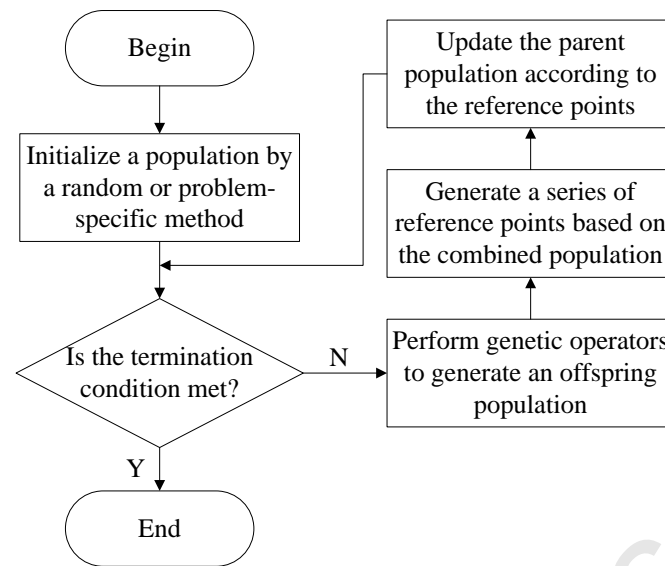 Begin
Initialize a population by
a random or problem-
specific method
Is the termination
condition met?
N
Y
End
Perform genetic operators
to generate an offspring
population
Generate a series of
reference points based on
the combined population
Update the parent
population according to
the reference points